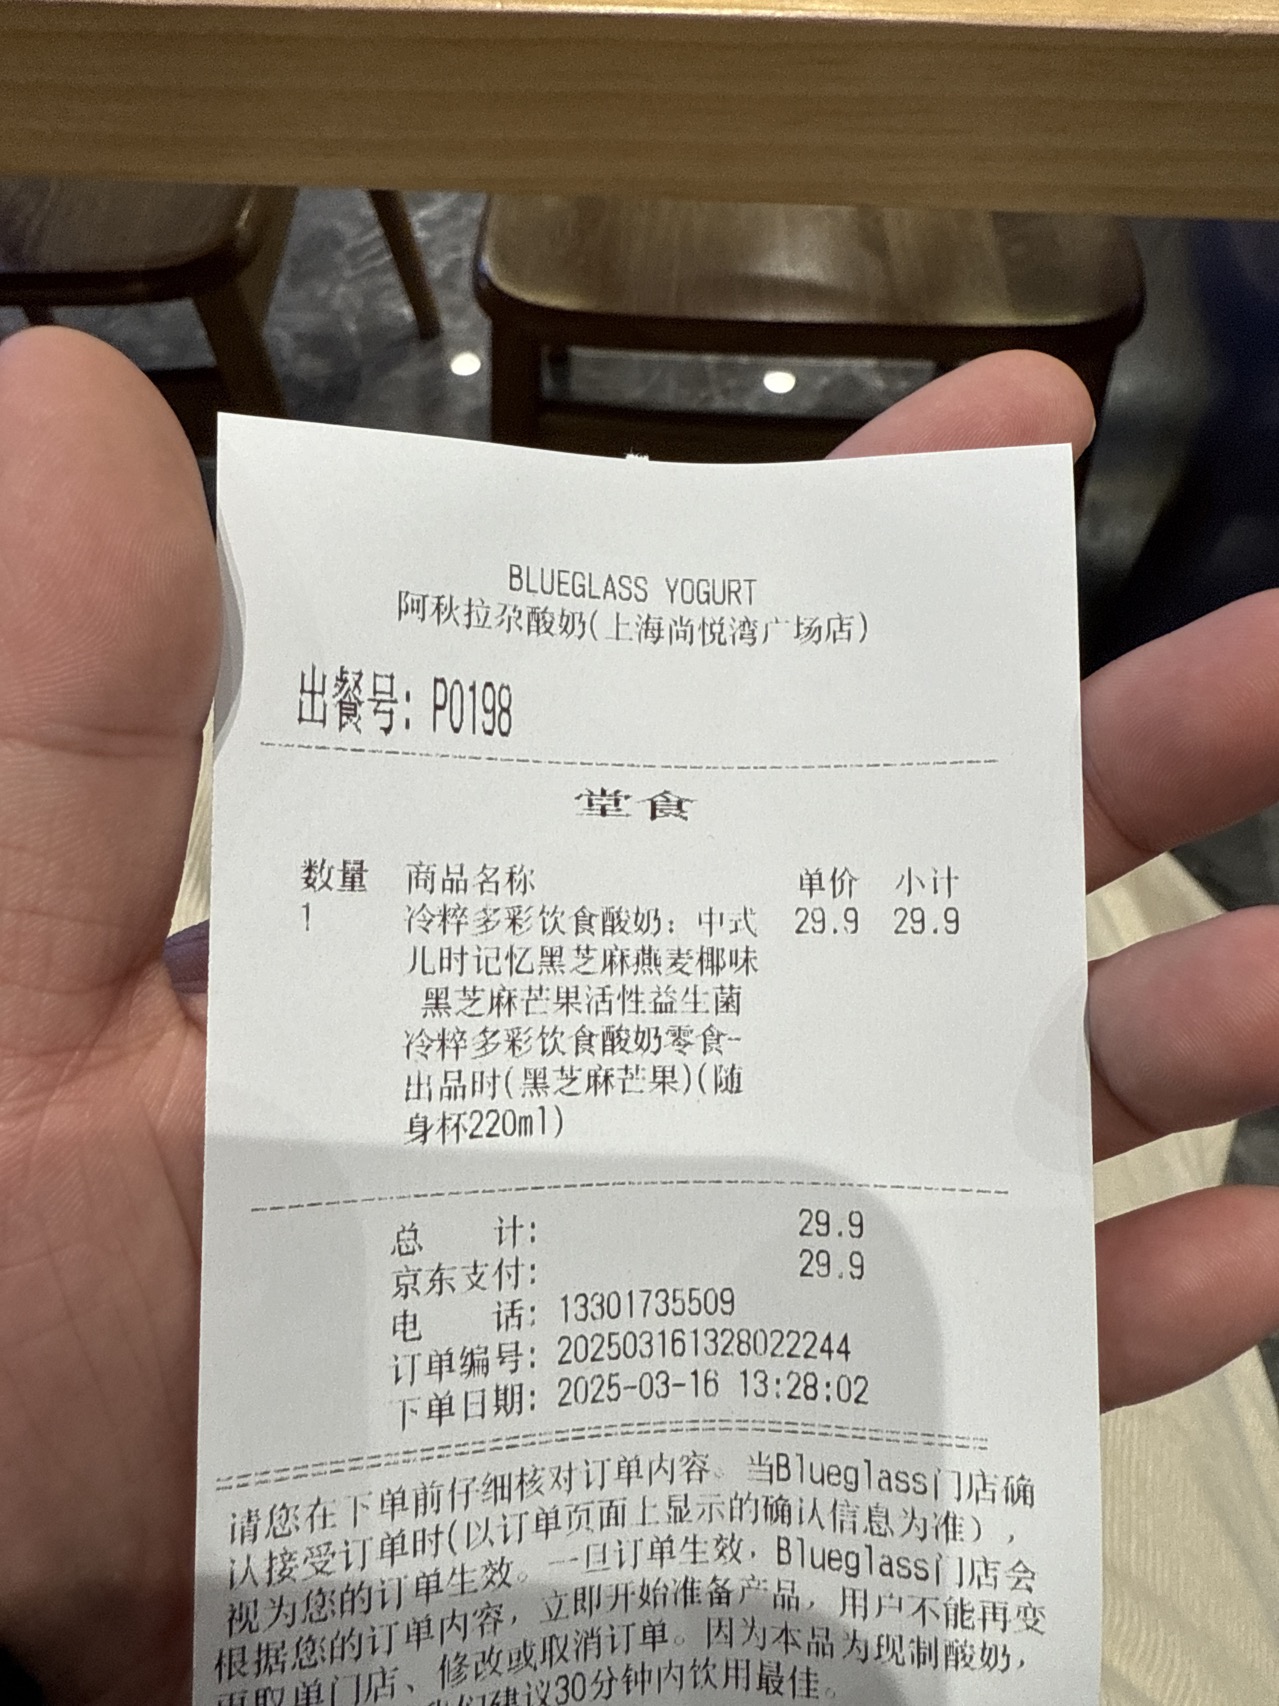 BLUEGLASS YOGURT
阿秋拉尕酸奶(上海尚悦湾广场店)
出餐号: P0198
堂食
数量 商品名称 单价 小计
1 冷粹多彩饮食酸奶: 中式 29.9 29.9
儿时记忆黑芝麻燕麦椰味
黑芝麻芒果活性益生菌
冷粹多彩饮食酸奶零食-
出品时(黑芝麻芒果)(随
身杯220ml)
总 计: 29.9
京东支付: 29.9
电 话: 13301735509
订单编号: 202503161328022244
下单日期: 2025-03-16 13:28:02
请您在下单前仔细核对订单内容。当Blueglass门店确
认接受订单时(以订单页面上显示的确认信息为准),
视为您的订单生效。一旦订单生效, Blueglass门店会
根据您的订单内容, 立即开始准备产品, 用户不能再变
更取单门店、修改或取消订单。因为本品为现制酸奶,
我们建议30分钟内饮用最佳。